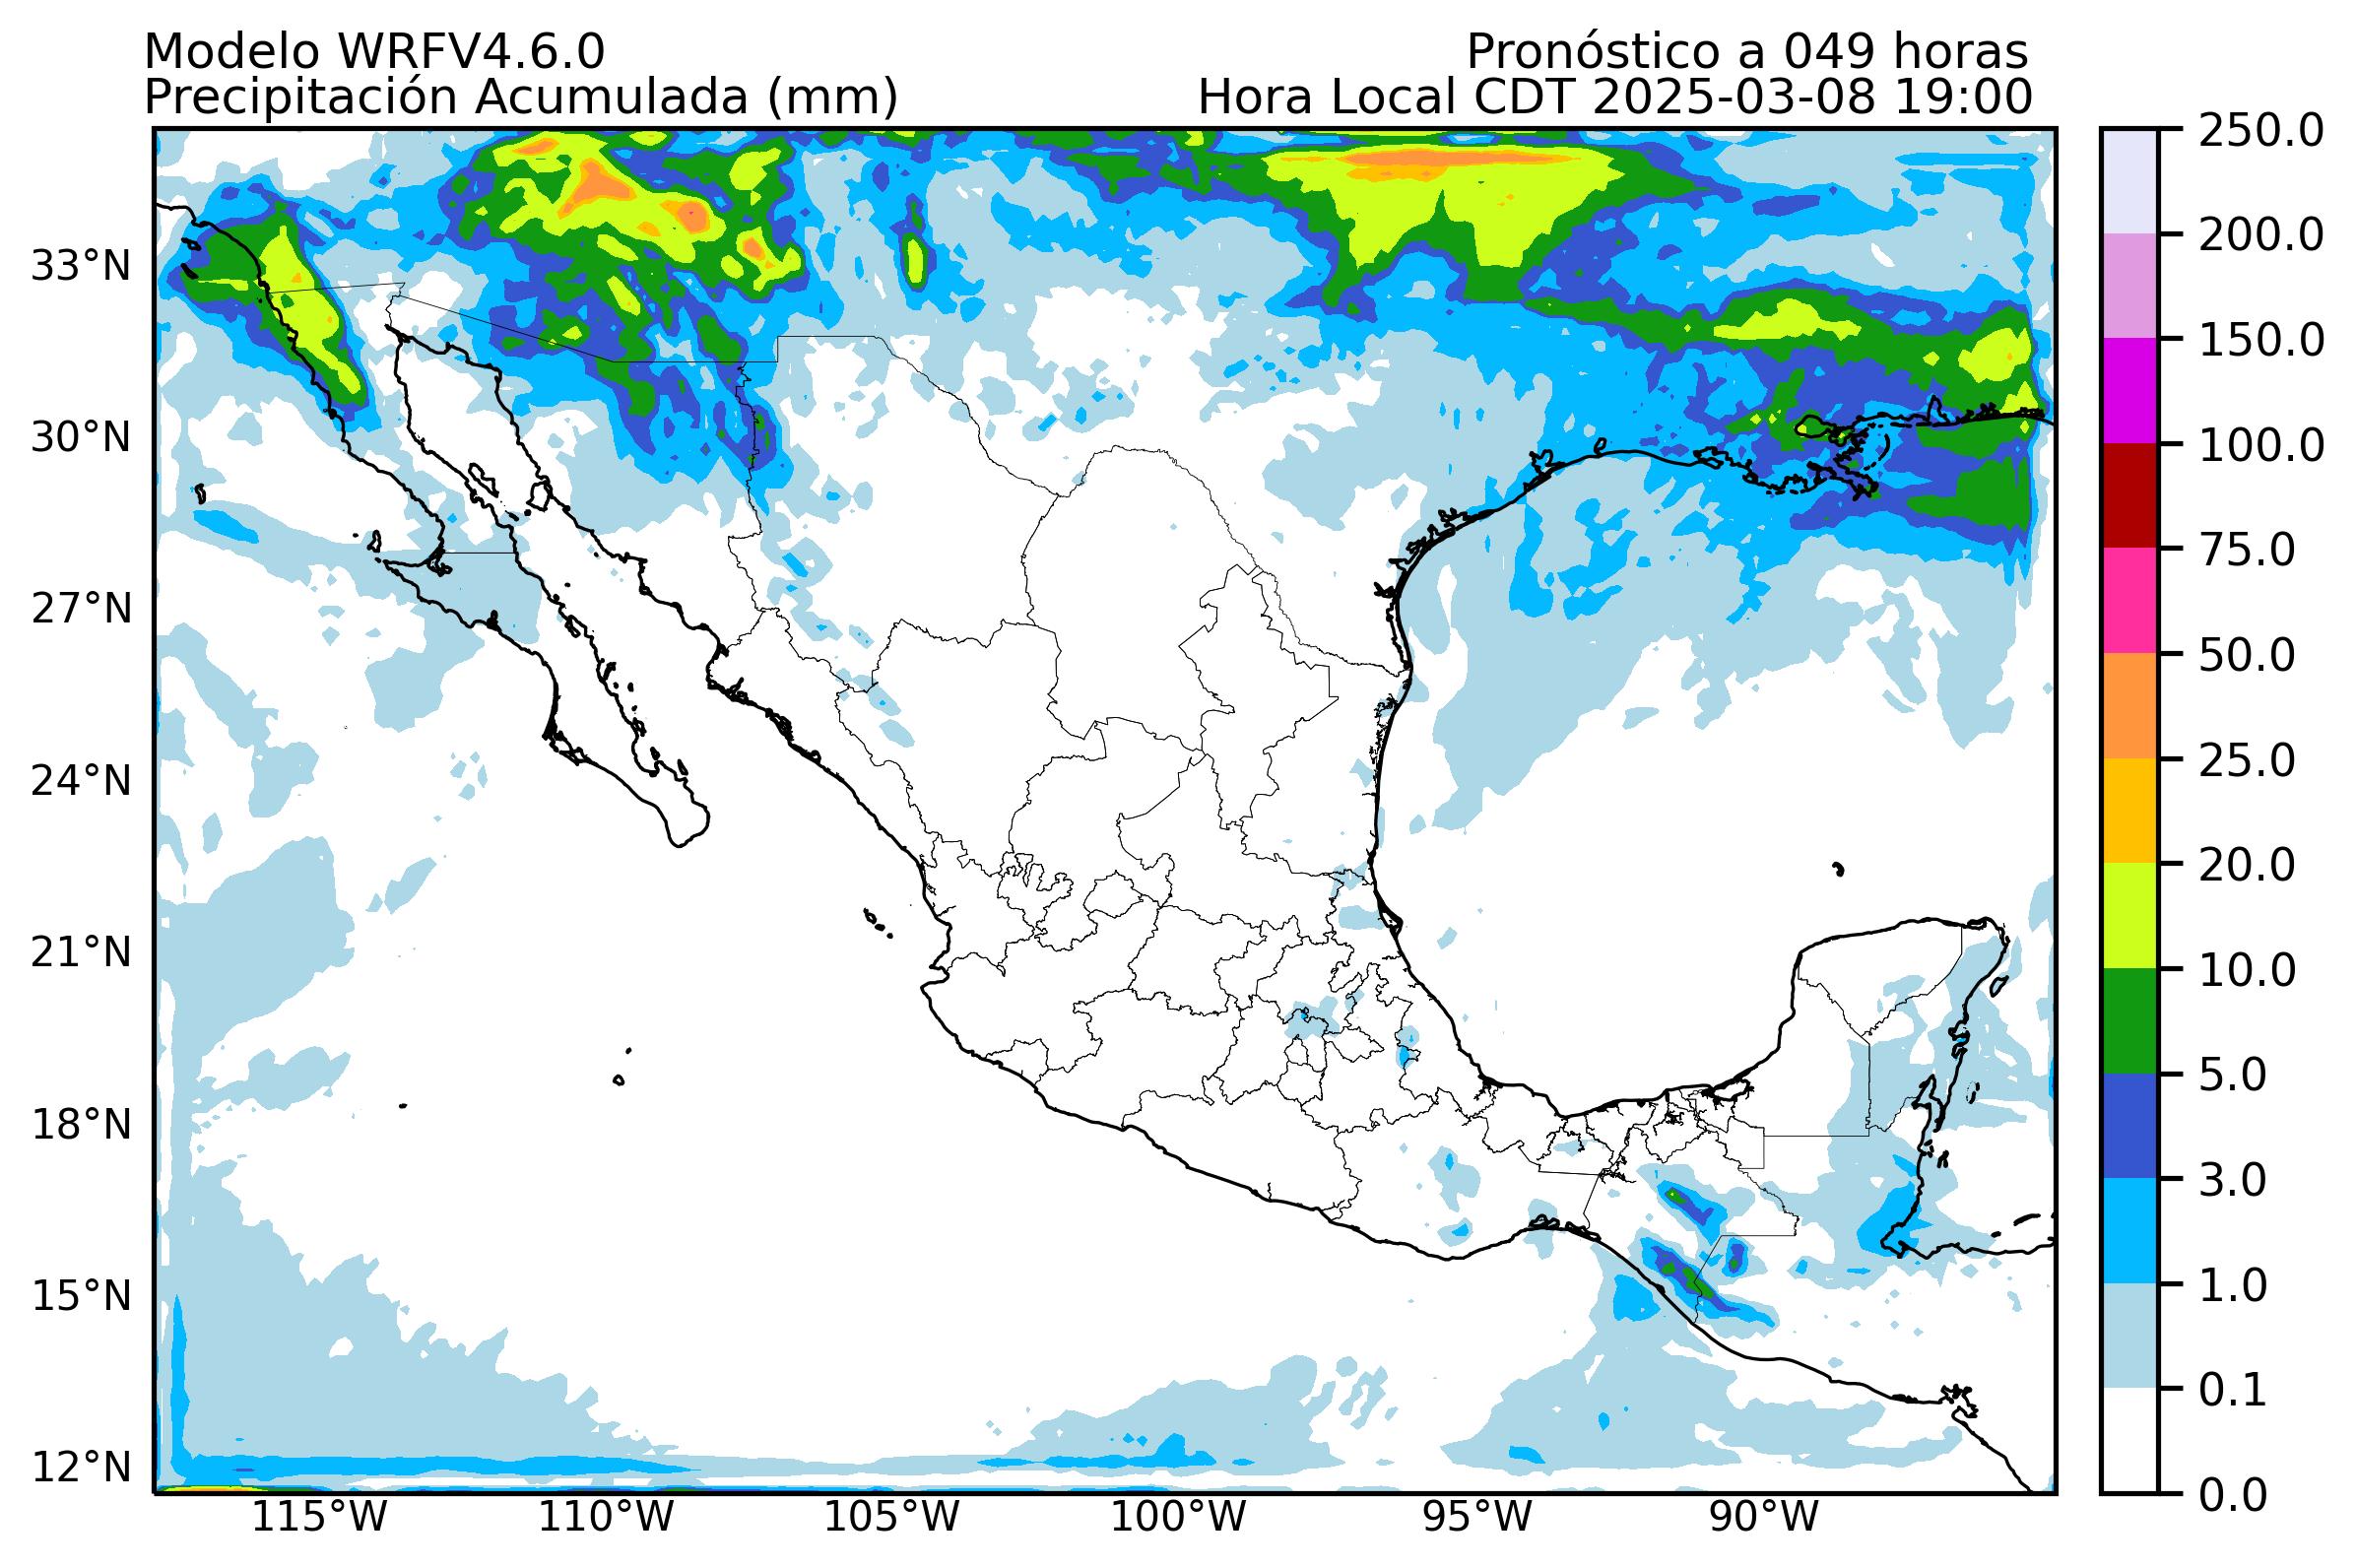 Modelo WRFV4.6.0
Pronóstico a 049 horas
Precipitación Acumulada (mm)
Hora Local CDT 2025-03-08 19:00
33°N
30°N
27°N
24°N
21°N
18°N
15°N
12°N
115°W
110°W
105°W
100°W
95°W
90°W
250.0
200.0
150.0
100.0
75.0
50.0
25.0
20.0
10.0
5.0
3.0
1.0
0.1
0.0